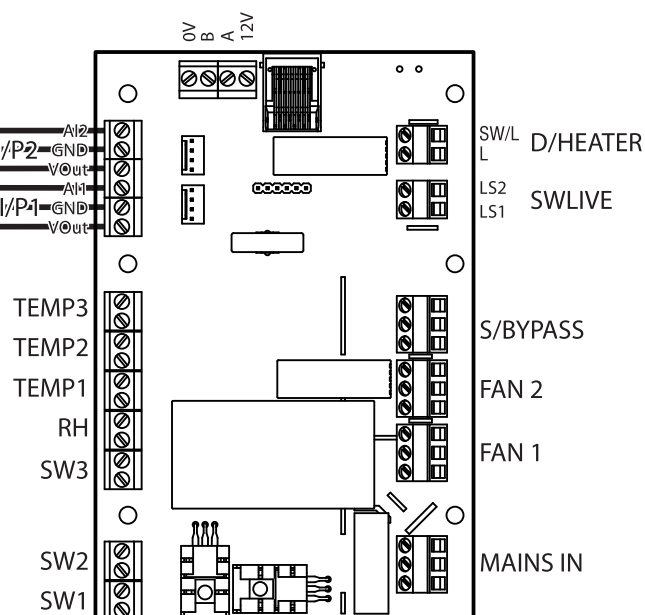 0V
B
A
12V
AI2
/P2 GND
VOut
AI1
I/P1 GND
VOut
TEMP3
TEMP2
TEMP1
RH
SW3
SW2
SW1
SW/L
L
D/HEATER
LS2
LS1
SWLIVE
S/BYPASS
FAN 2
FAN 1
MAINS IN